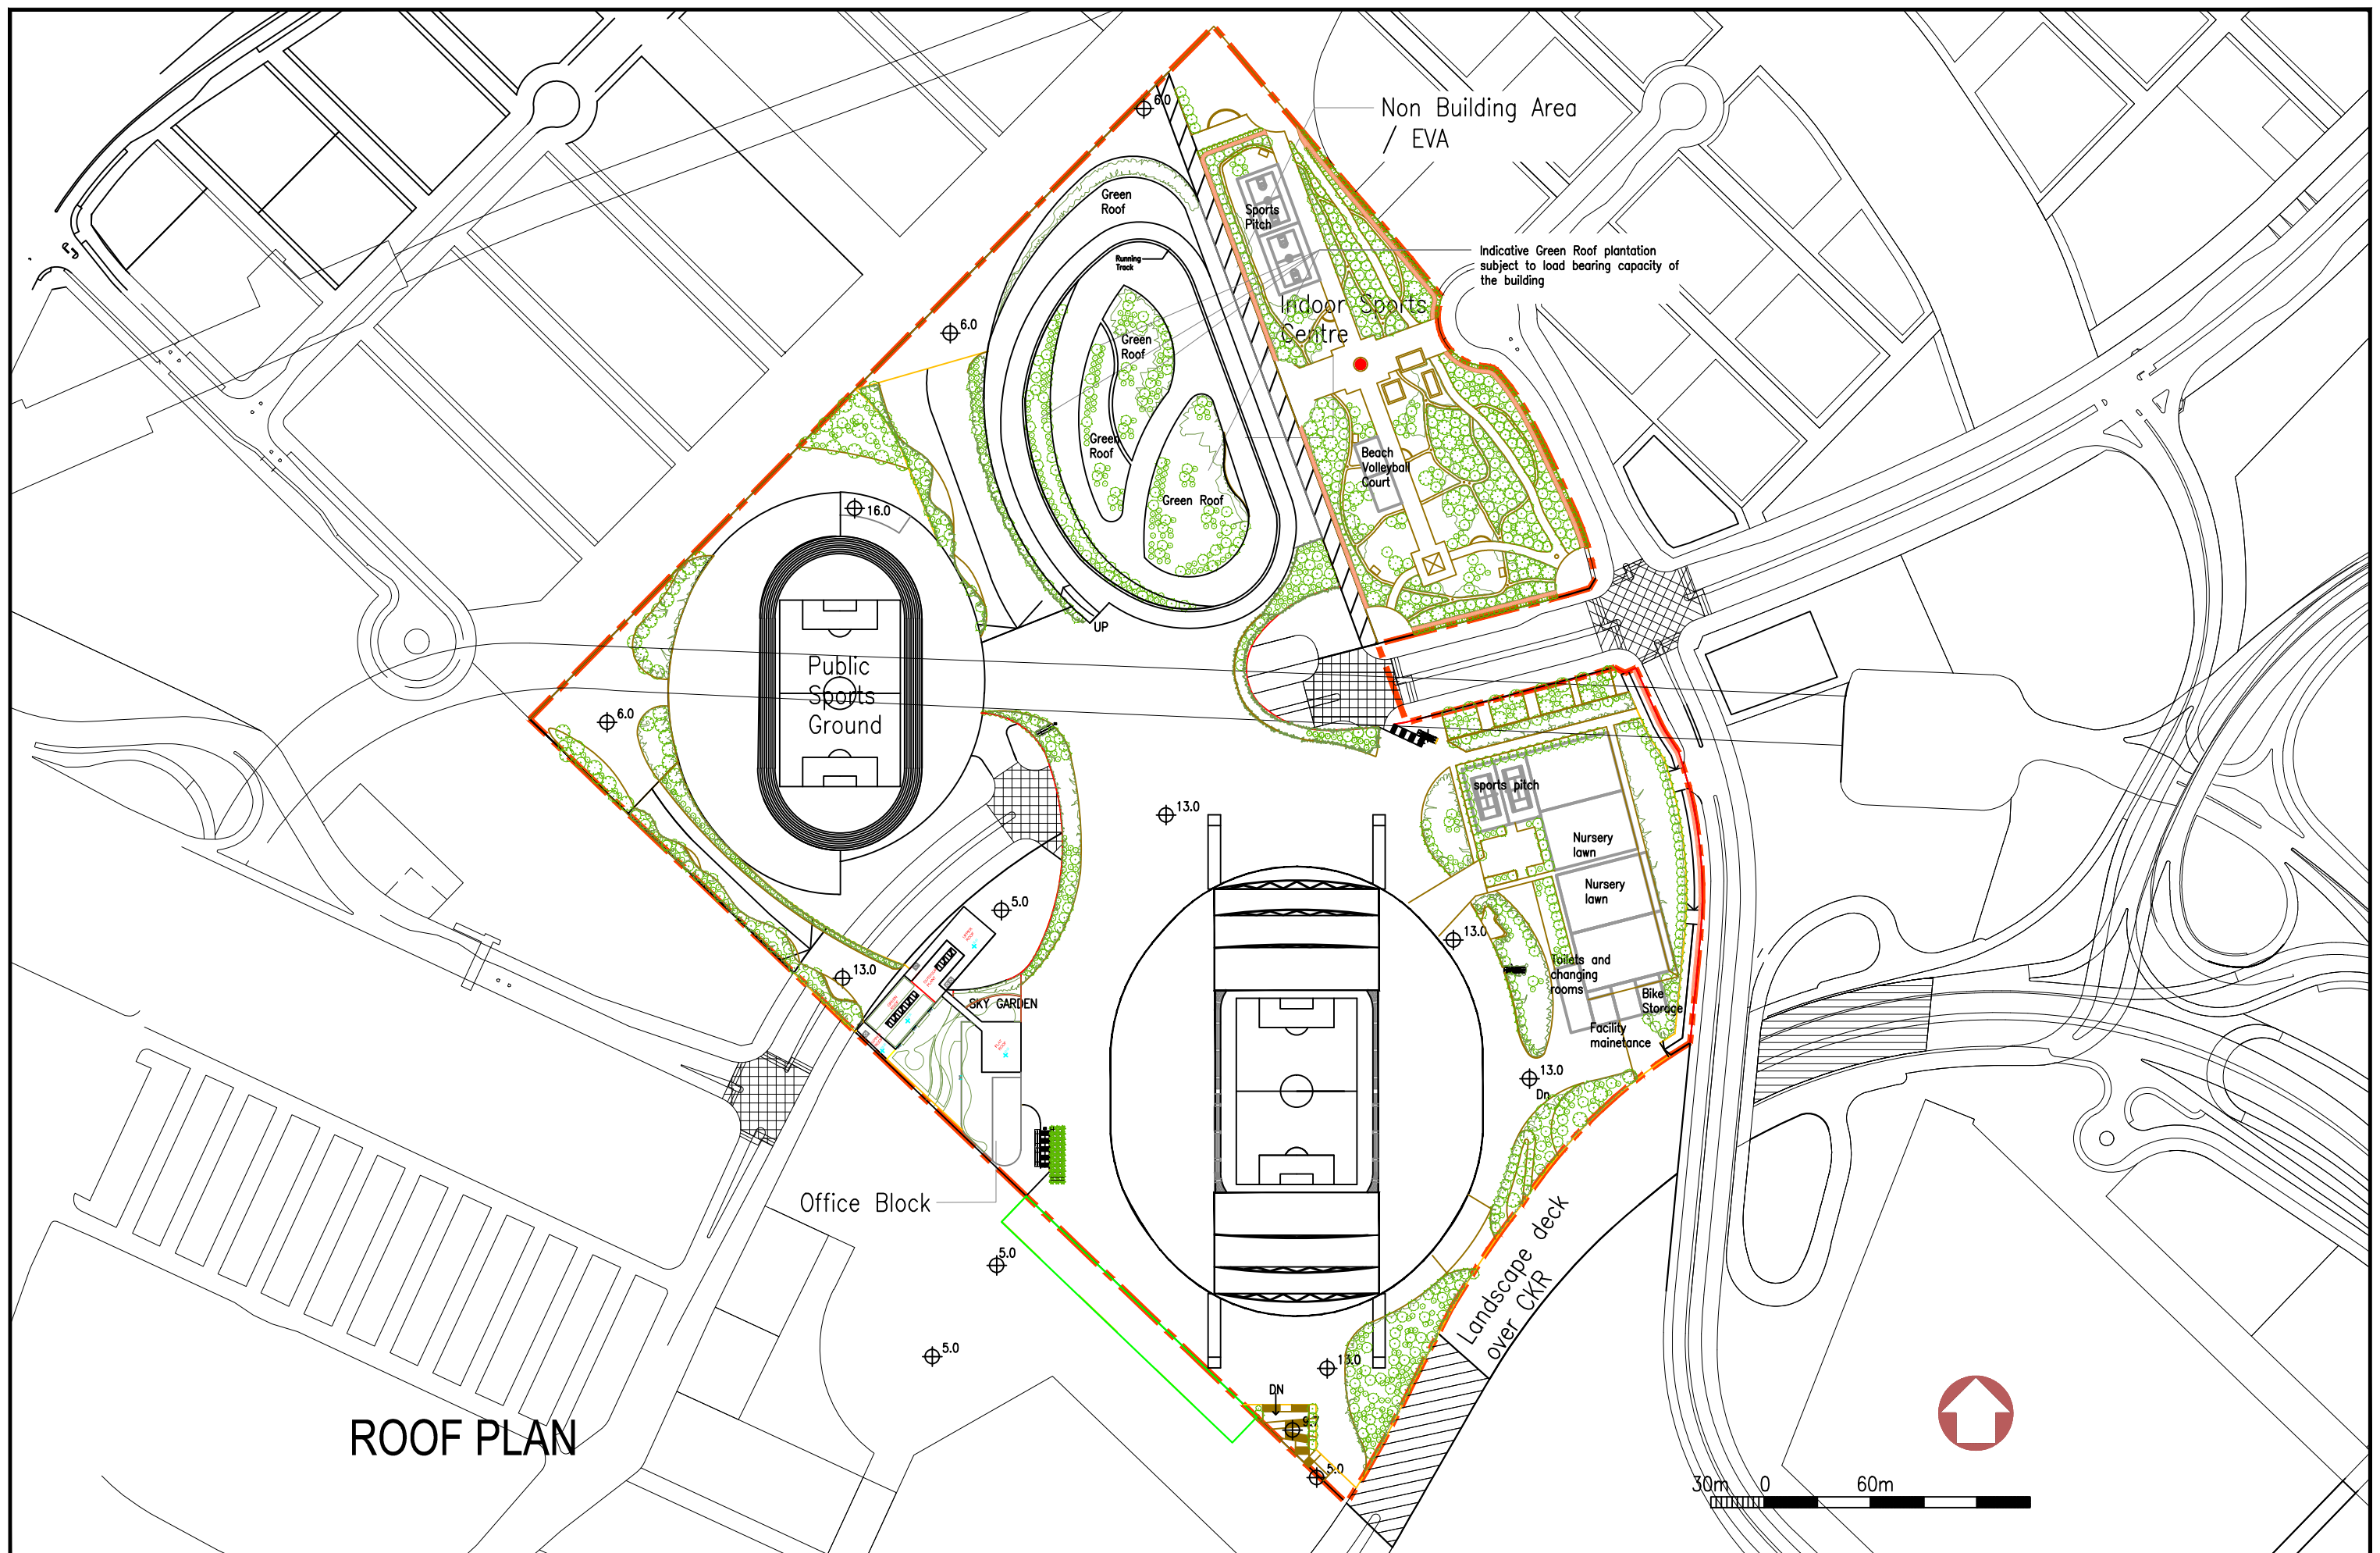 6.0
Non Building Area
/ EVA
Green
Roof
Sports
Pitch
Running
Track
Indicative Green Roof plantation
subject to load bearing capacity of
the building
Indoor Sports
Centre
6.0
Green
Roof
Green
Roof
Beach
Volleyball
Court
Green Roof
16.0
UP
Public
Sports
Ground
6.0
13.0
sports pitch
Nursery
lawn
Nursery
lawn
5.0
13.0
13.0
Toilets and
changing
rooms
SKY GARDEN
Bike
Storage
Facility
mainetance
13.0
Dn
Office Block
5.0
Landscape deck
over CKR
5.0
13.0
DN
9.7
5.0
ROOF PLAN
30m 0 60m